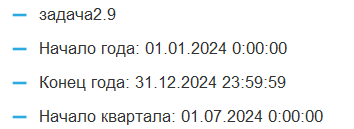 задача2.9
Начало года: 01.01.2024 0:00:00
Конец года: 31.12.2024 23:59:59
Начало квартала: 01.07.2024 0:00:00